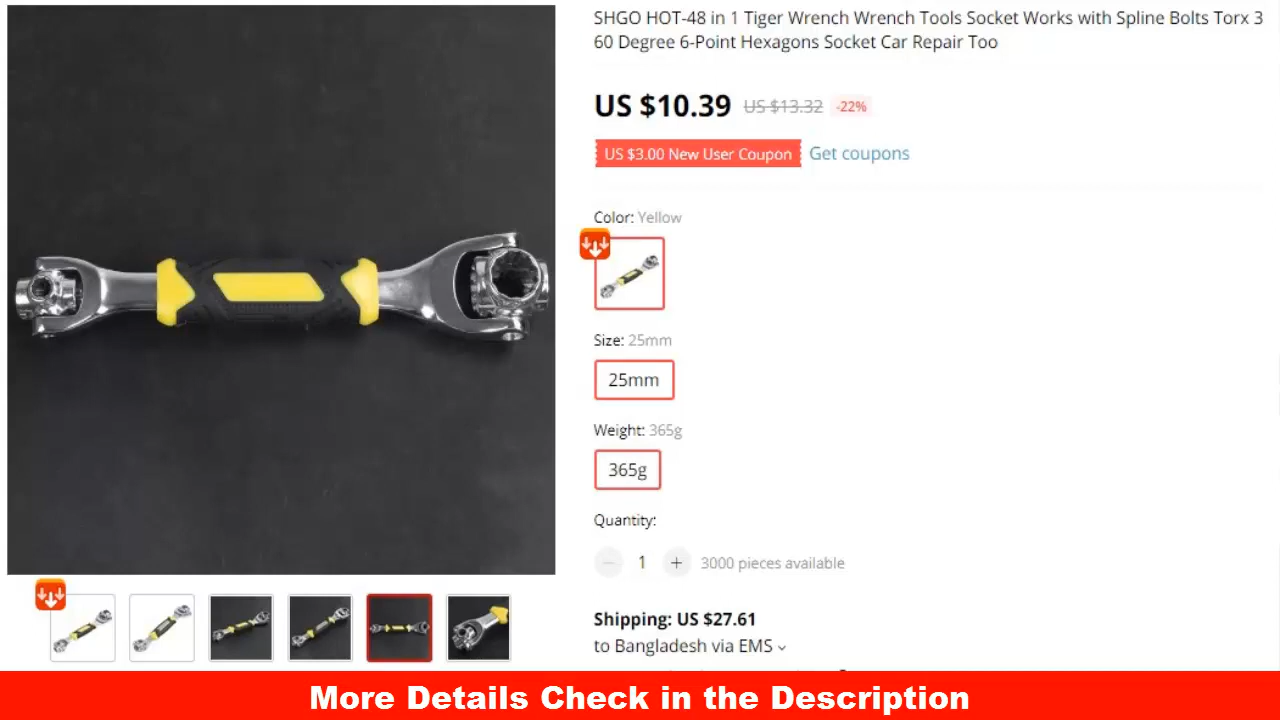 SHGO HOT-48 in 1 Tiger Wrench Wrench Tools Socket Works with Spline Bolts Torx 3
60 Degree 6-Point Hexagons Socket Car Repair Too
US $10.39 US $13.32 -22%
US $3.00 New User Coupon Get coupons
Color: Yellow
Size: 25mm
25mm
Weight: 365g
365g
Quantity:
1 3000 pieces available
Shipping: US $27.61
to Bangladesh via EMS
More Details Check in the Description